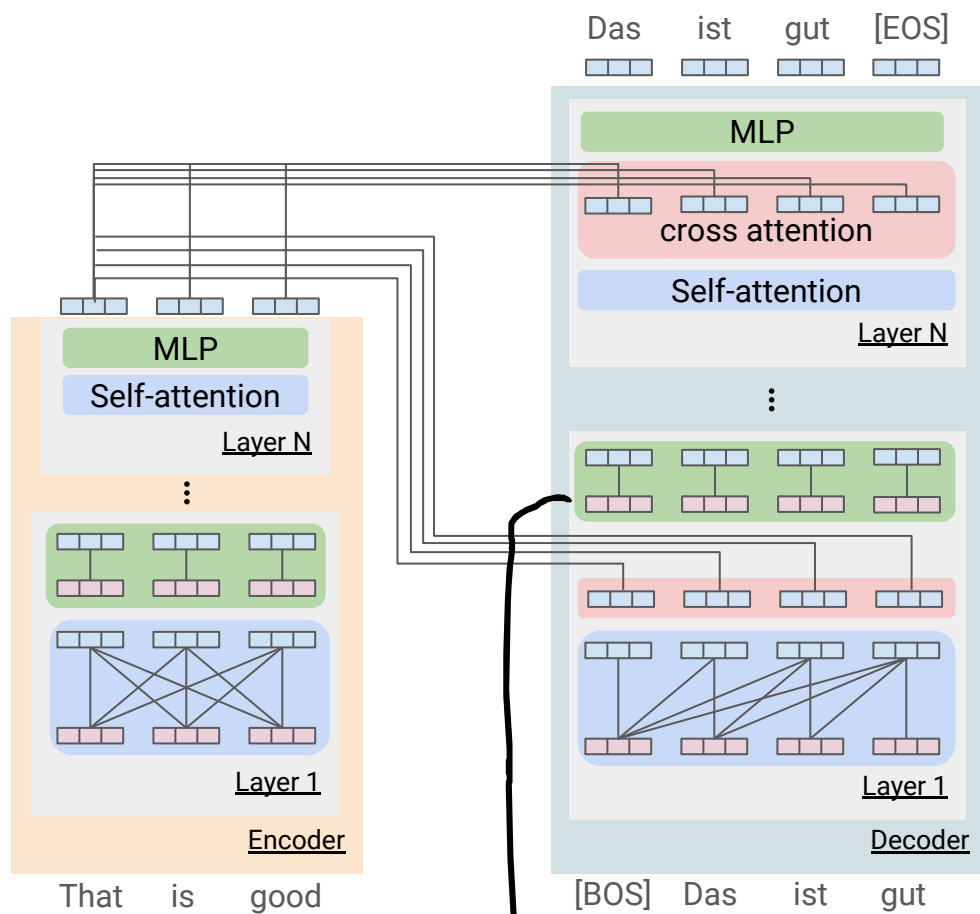 Das ist gut [EOS]
MLP
cross attention
Self-attention
Layer N
MLP
Self-attention
Layer N
Layer 1
Encoder
Layer 1
Decoder
That is good
[BOS] Das ist gut